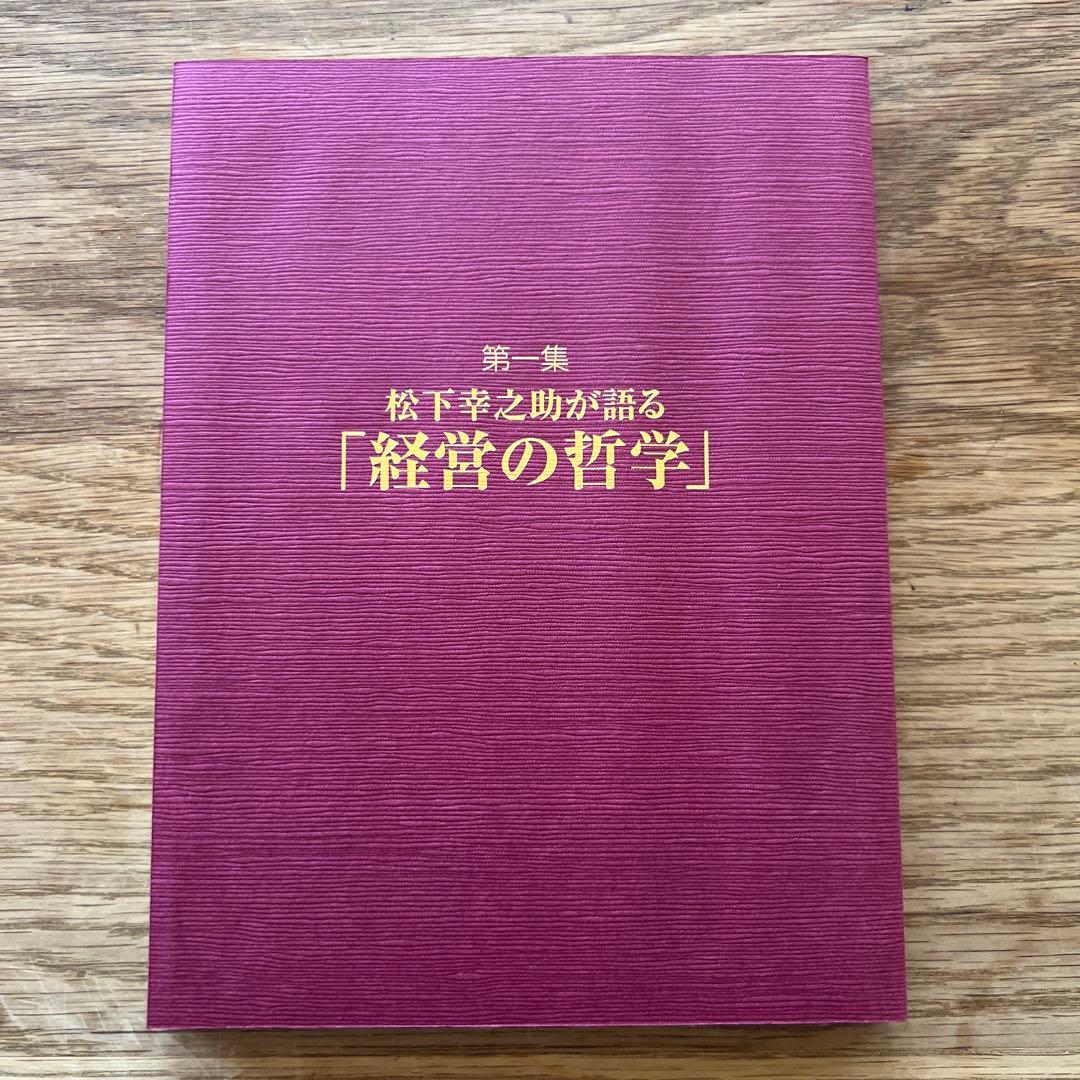 第一集
松下幸之助が語る
「経営の哲学」